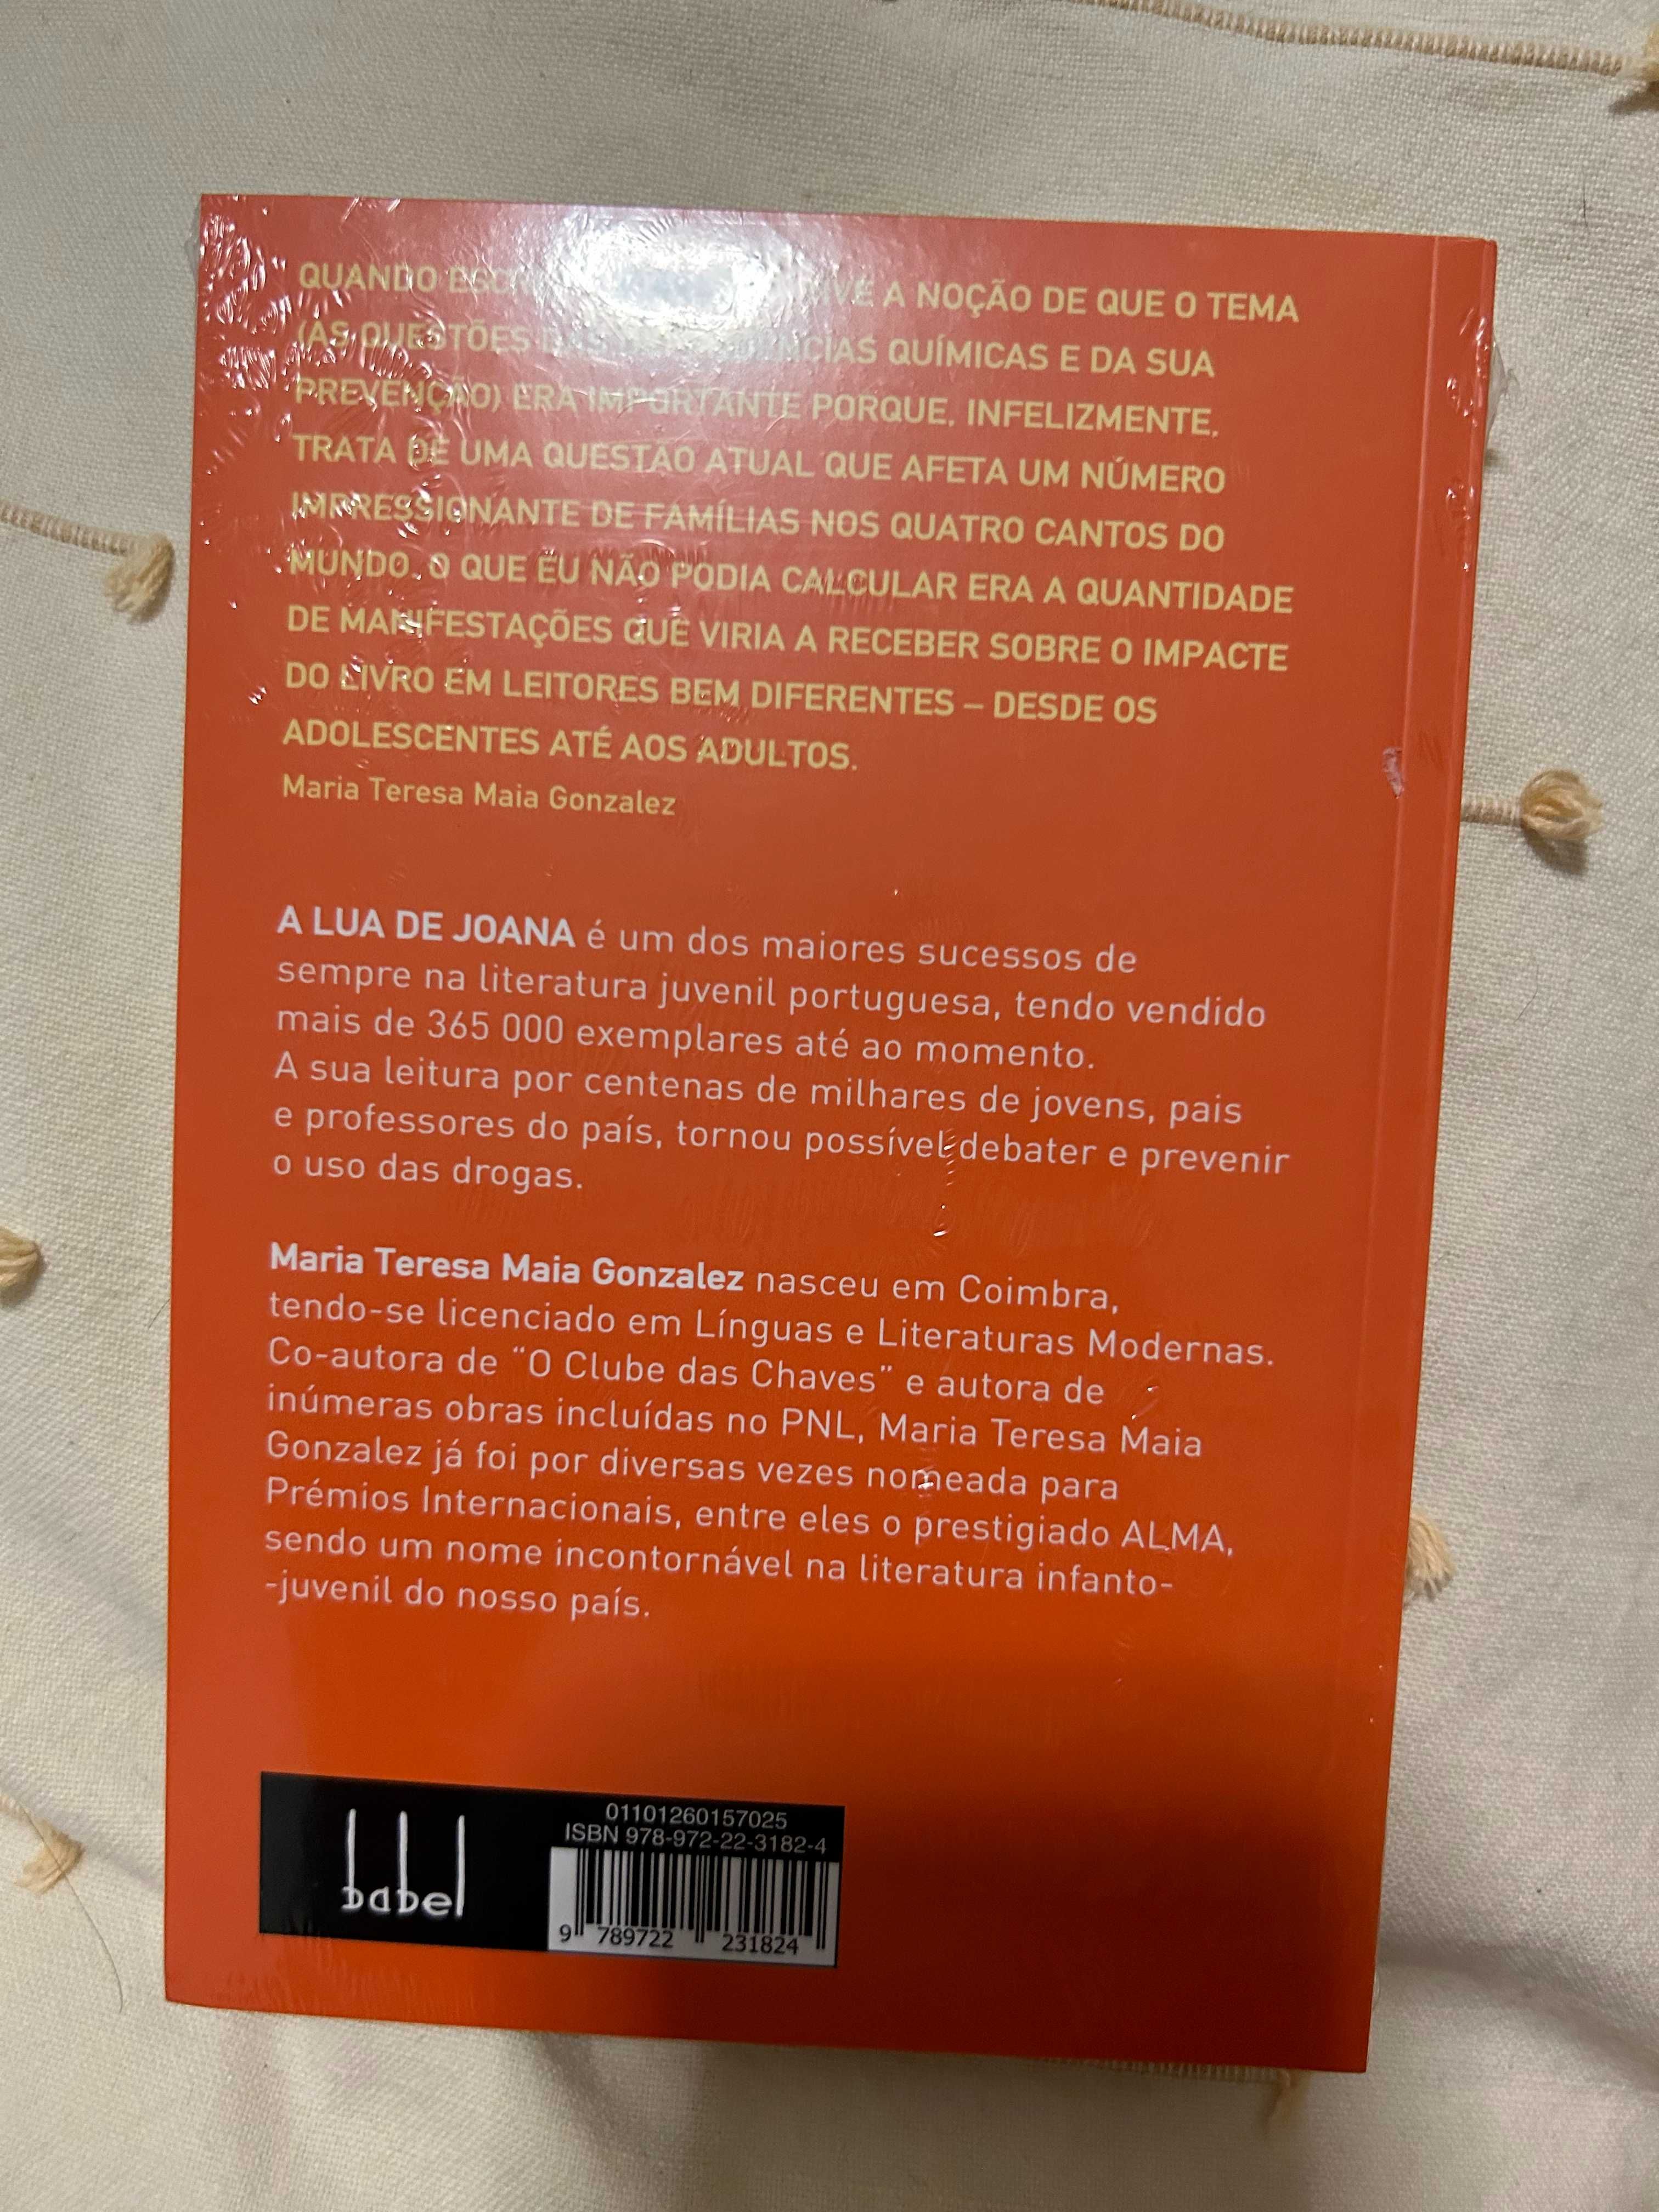 QUANDO A NOÇÃO DE QUE O TEMA
(AS QUESTÕES QUÍMICAS E DA SUA
PREVENÇÃO) ERA IMPORTANTE PORQUE, INFELIZMENTE,
TRATA DE UMA QUESTÃO ATUAL QUE AFETA UM NÚMERO
IMPRESSIONANTE DE FAMÍLIAS NOS QUATRO CANTOS DO
MUNDO. O QUE EU NÃO PODIA CALCULAR ERA A QUANTIDADE
DE MANIFESTAÇÕES QUE VIRIA A RECEBER SOBRE O IMPACTE
DO LIVRO EM LEITORES BEM DIFERENTES – DESDE OS
ADOLESCENTES ATÉ AOS ADULTOS.
Maria Teresa Maia Gonzalez
A LUA DE JOANA é um dos maiores sucessos de
sempre na literatura juvenil portuguesa, tendo vendido
mais de 365 000 exemplares até ao momento.
A sua leitura por centenas de milhares de jovens, pais
e professores do país, tornou possível debater e prevenir
o uso das drogas.
Maria Teresa Maia Gonzalez nasceu em Coimbra,
tendo-se licenciado em Línguas e Literaturas Modernas.
Co-autora de “O Clube das Chaves” e autora de
inúmeras obras incluídas no PNL, Maria Teresa Maia
Gonzalez já foi por diversas vezes nomeada para
Prémios Internacionais, entre eles o prestigiado ALMA,
sendo um nome incontornável na literatura infanto-
-juvenil do nosso país.
babel
01101260157025
ISBN 978-972-22-3182-4
9 789722 231824